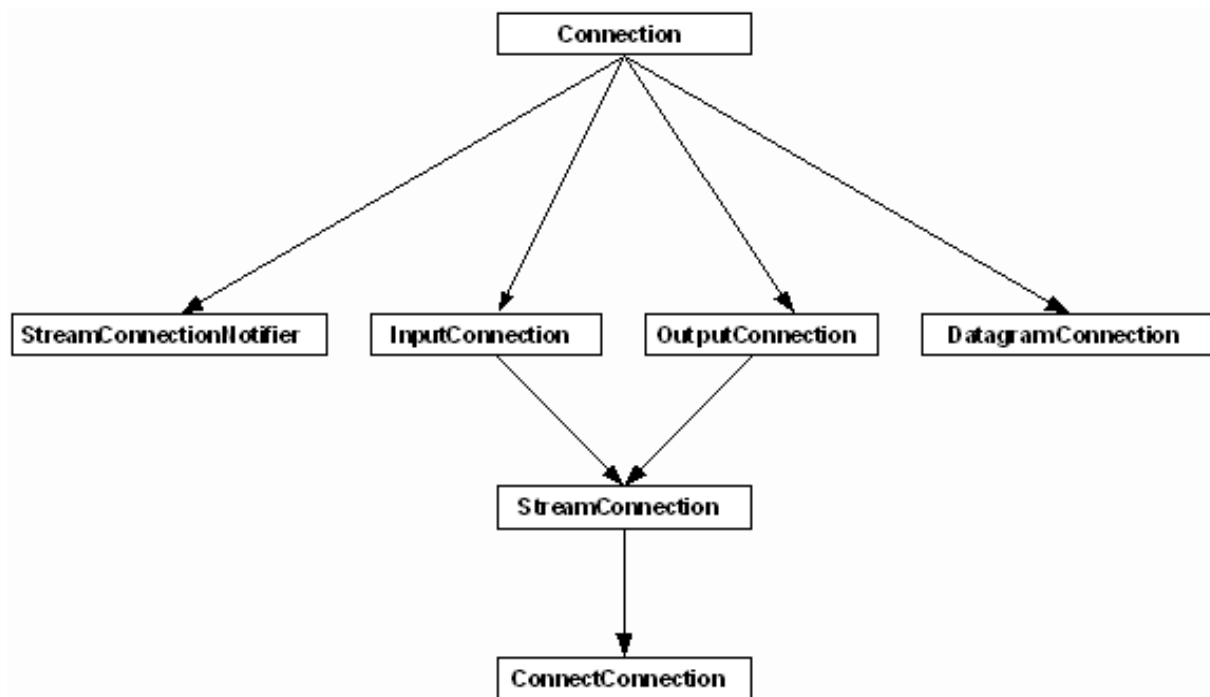 Connection
StreamConnectionNotifier
InputConnection
OutputConnection
DatagramConnection
StreamConnection
ConnectConnection